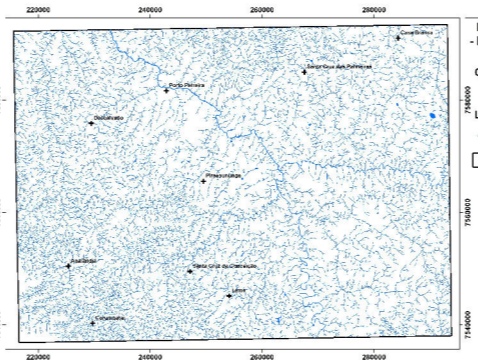 220000 240000 260000 280000
Casa Branca
Santa Cruz das Palmeiras
Porto Ferreira
7580000
Descalvado
Pirassununga
7560000
Analândia
Santa Cruz da Conceição
Leme
Corumbataí
7540000
220000 240000 260000 280000